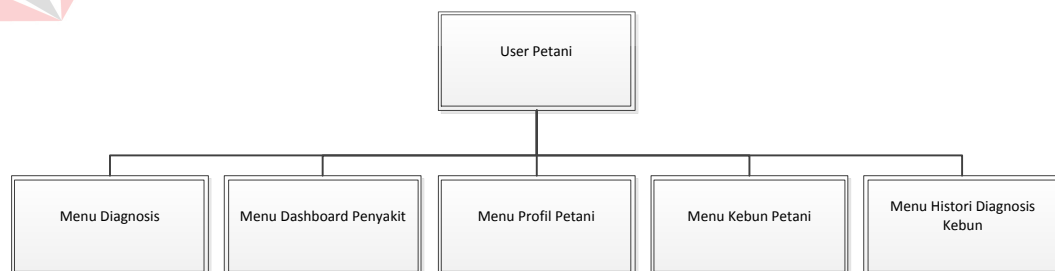 User Petani
Menu Diagnosis
Menu Dashboard Penyakit
Menu Profil Petani
Menu Kebun Petani
Menu Histori Diagnosis
Kebun